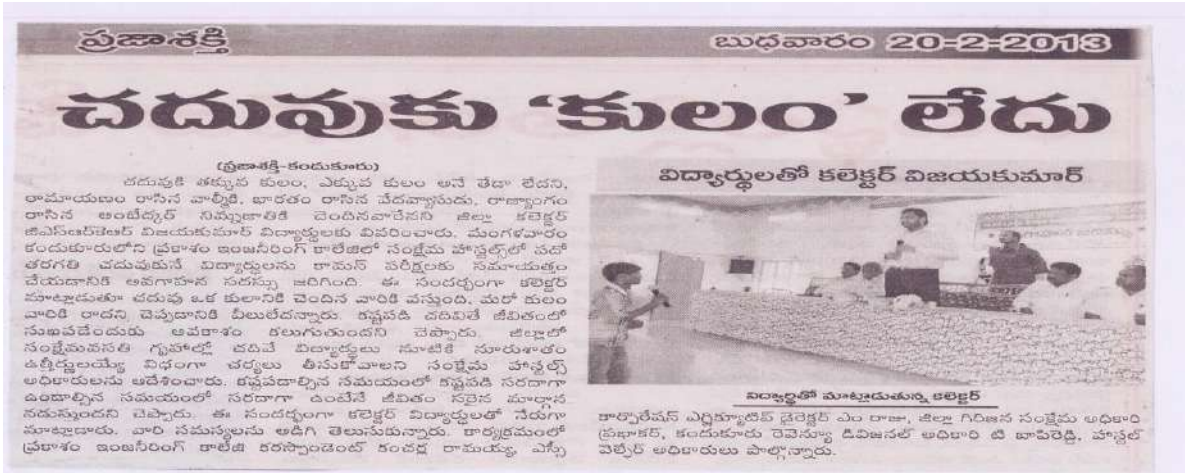 ప్రజాశక్తి
బుధవారం 20-2-2013
చదువుకు 'కులం' లేదు
(ప్రజాశక్తి-కందుకూరు)
చదువుకి తక్కువ కులం, ఎక్కువ కులం అనే తేడా లేదని,
రామాయణం రాసిన వాల్మీకి, భారతం రాసిన వేదవ్యాసుడు, రాజ్యాంగం
రాసిన అంబేద్కర్ నిమ్నజాతికి చెందినవారేనని జిల్లా కలెక్టర్
జిఎస్ఆర్‌కెఆర్ విజయకుమార్ విద్యార్థులకు వివరించారు. మంగళవారం
కందుకూరులోని ప్రకాశం ఇంజనీరింగ్ కాలేజిలో సంక్షేమ హాస్టల్స్‌లో పదో
తరగతి చదువుకునే విద్యార్థులను కామన్ పరీక్షలకు సమాయత్తం
చేయడానికి అవగాహన సదస్సు జరిగింది. ఈ సందర్భంగా కలెక్టర్
మాట్లాడుతూ చదువు ఒక కులానికి చెందిన వారికి వస్తుంది, మరో కులం
వారికి రాదని చెప్పడానికి వీలులేదన్నారు. కష్టపడి చదివితే జీవితంలో
సుఖపడేందుకు అవకాశం కలుగుతుందని చెప్పారు. జిల్లాలో
సంక్షేమవసతి గృహాల్లో చదివే విద్యార్థులు నూటికి నూరుశాతం
ఉత్తీర్ణులయ్యే విధంగా చర్యలు తీసుకోవాలని సంక్షేమ హాస్టల్స్
అధికారులను ఆదేశించారు. కష్టపడాల్సిన సమయంలో కష్టపడి సరదాగా
ఉండాల్సిన సమయంలో సరదాగా ఉంటేనే జీవితం సరైన మార్గాన
నడుస్తుందని చెప్పారు. ఈ సందర్భంగా కలెక్టర్ విద్యార్థులతో నేరుగా
మాట్లాడారు. వారి సమస్యలను అడిగి తెలుసుకున్నారు. కార్యక్రమంలో
ప్రకాశం ఇంజనీరింగ్ కాలేజి కరస్పాండెంట్ కంచర్ల రామయ్య, ఎస్సీ
విద్యార్థులతో కలెక్టర్ విజయకుమార్
విద్యార్థితో మాట్లాడుతున్న కలెక్టర్
కార్పొరేషన్ ఎగ్జిక్యూటివ్ డైరెక్టర్ ఎం రాజు, జిల్లా గిరిజన సంక్షేమ అధికారి
ప్రభాకర్, కందుకూరు రెవెన్యూ డివిజనల్ అధికారి టి బాపిరెడ్డి, హాస్టల్
వెల్ఫేర్ అధికారులు పాల్గొన్నారు.